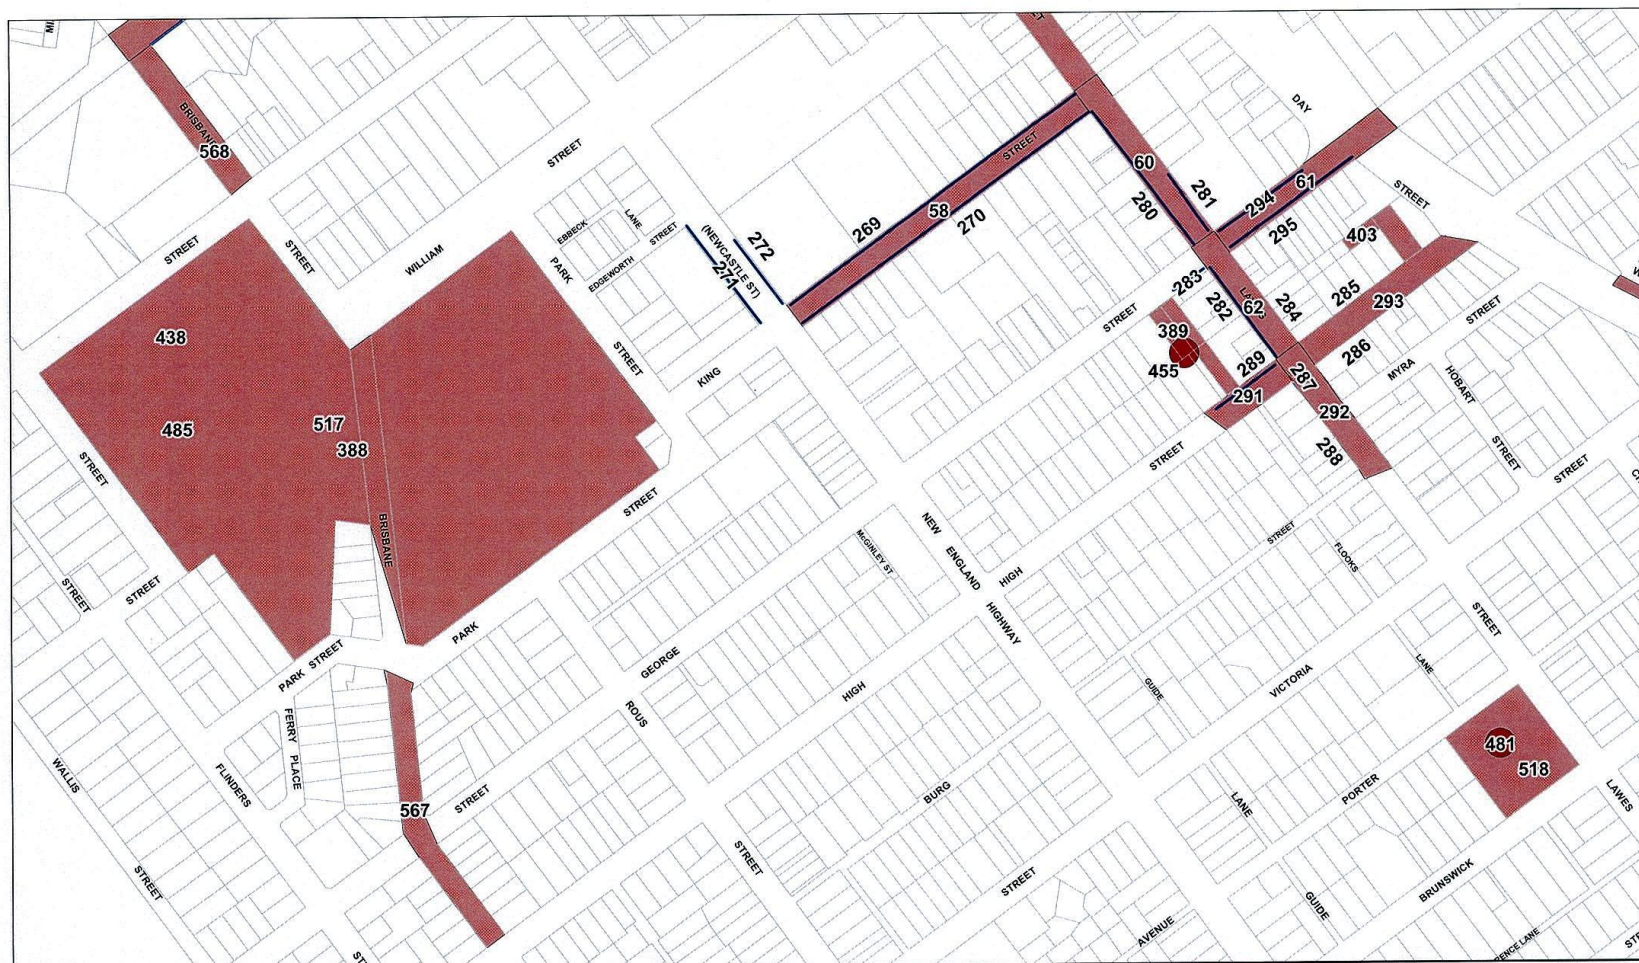 BRISBANE
568
STREET
STREET
STREET
WILLIAM
438
485
517
388
BRISBANE
EBBECK
LANE
STREET
EDGEWORTH
PARK
STREET
(NEWCASTLE ST)
271
272
269
58
270
STREET
KING
60
280
281
DAY
294
61
295
STREET
403
283
282
62
284
285
293
286
STREET
MYRA
HOBART
STREET
STREET
STREET
389
455
289
291
287
292
288
STREET
STREET
FLOOKS
NEW ENGLAND
HIGHWAY
HIGH
McGINLEY ST
STREET
STREET
STREET
STREET
PARK
PARK STREET
FERRY PLACE
FLINDERS
WALLIS
STREET
567
STREET
GEORGE
ROUS
HIGH
BURG
STREET
STREET
GUIDE
VICTORIA
LANE
STREET
481
518
PORTER
LANE
LAWES
BRUNSWICK
GUIDE
AVENUE